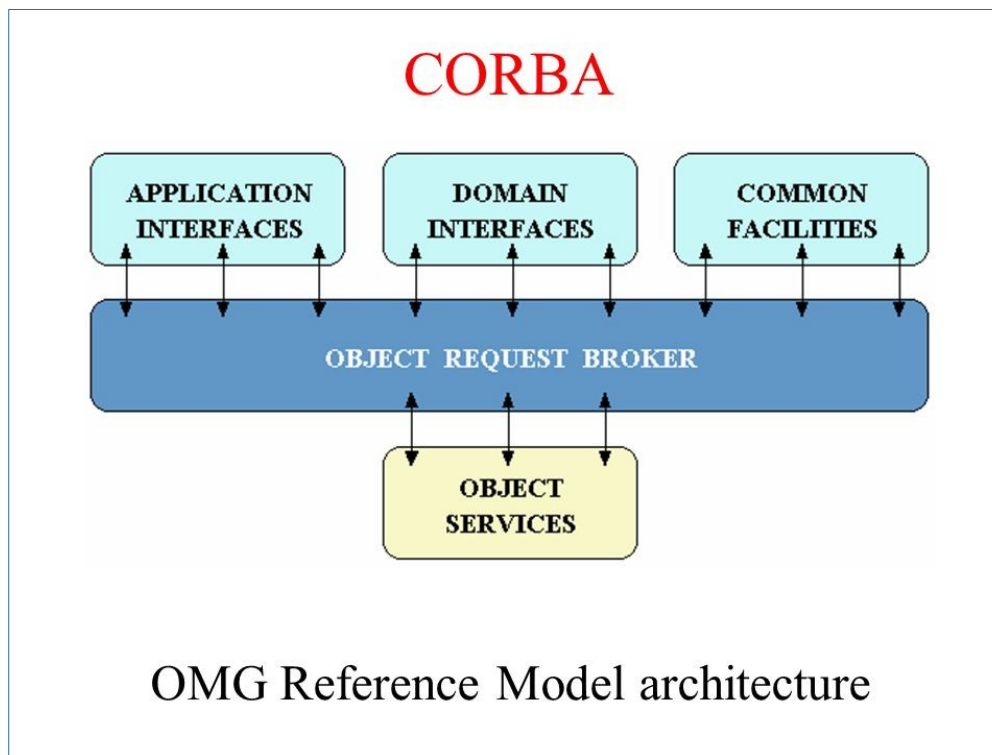 CORBA
APPLICATION
INTERFACES
DOMAIN
INTERFACES
COMMON
FACILITIES
OBJECT REQUEST BROKER
OBJECT
SERVICES
OMG Reference Model architecture